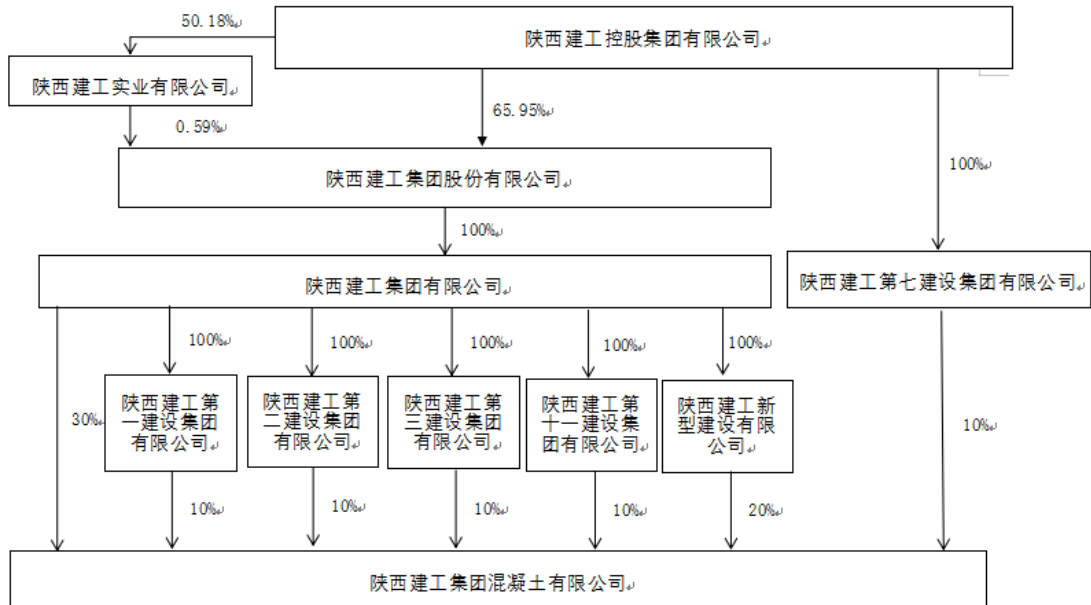 50.18%
陕西建工控股集团有限公司
陕西建工实业有限公司
0.59%
65.95%
100%
陕西建工集团股份有限公司
100%
陕西建工集团有限公司
陕西建工第七建设集团有限公司
100%
100%
100%
100%
100%
陕西建工第
一建设集团
有限公司
陕西建工第
二建设集团
有限公司
陕西建工第
三建设集团
有限公司
陕西建工第
十一建设集
团有限公司
陕西建工新
型建设有限
公司
30%
10%
10%
10%
10%
10%
20%
陕西建工集团混凝土有限公司